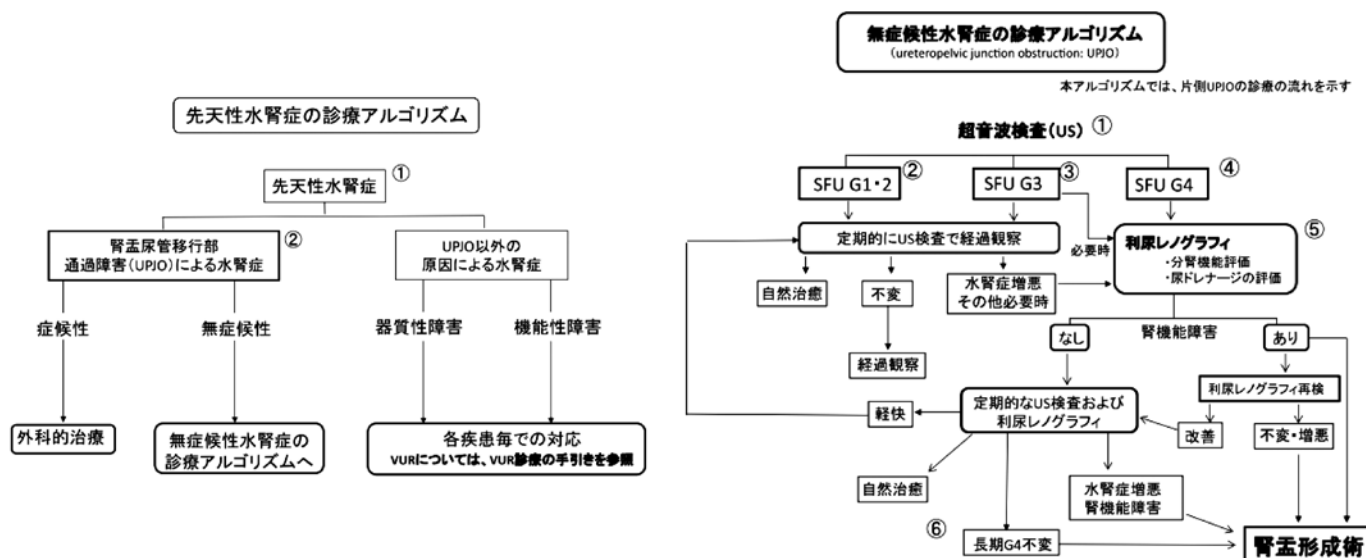 先天性水腎症の診療アルゴリズム
先天性水腎症
①
腎盂尿管移行部
通過障害(UPJO)による水腎症
②
UPJO以外の
原因による水腎症
症候性
無症候性
器質性障害
機能性障害
外科的治療
無症候性水腎症の
診療アルゴリズムへ
各疾患毎での対応
VURについては、VUR診療の手引きを参照
無症候性水腎症の診療アルゴリズム
(ureteropelvic junction obstruction: UPJO)
本アルゴリズムでは、片側UPJOの診療の流れを示す
超音波検査(US) ①
SFU G1・2
②
SFU G3
③
SFU G4
④
定期的にUS検査で経過観察
必要時
利尿レノグラフィ
・分腎機能評価
・尿ドレナージの評価
⑤
自然治癒
不変
水腎症増悪
その他必要時
経過観察
なし
腎機能障害
あり
利尿レノグラフィ再検
軽快
定期的なUS検査および
利尿レノグラフィ
改善
不変・増悪
自然治癒
水腎症増悪
腎機能障害
⑥
長期G4不変
腎盂形成術